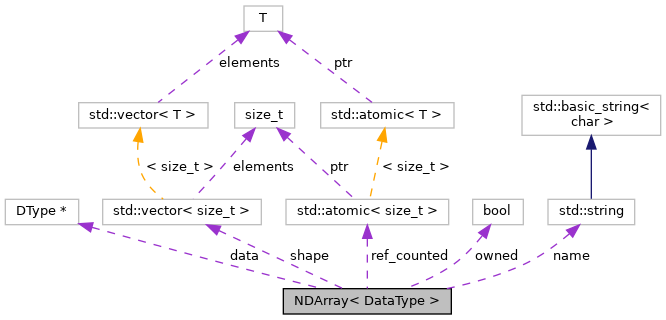 T
elements
ptr
std::vector< T >
size_t
std::atomic< T >
std::basic_string<
char >
< size_t >
elements
ptr
< size_t >
DType *
std::vector< size_t >
std::atomic< size_t >
bool
std::string
data
shape
ref_counted
owned
name
NDArray< DataType >